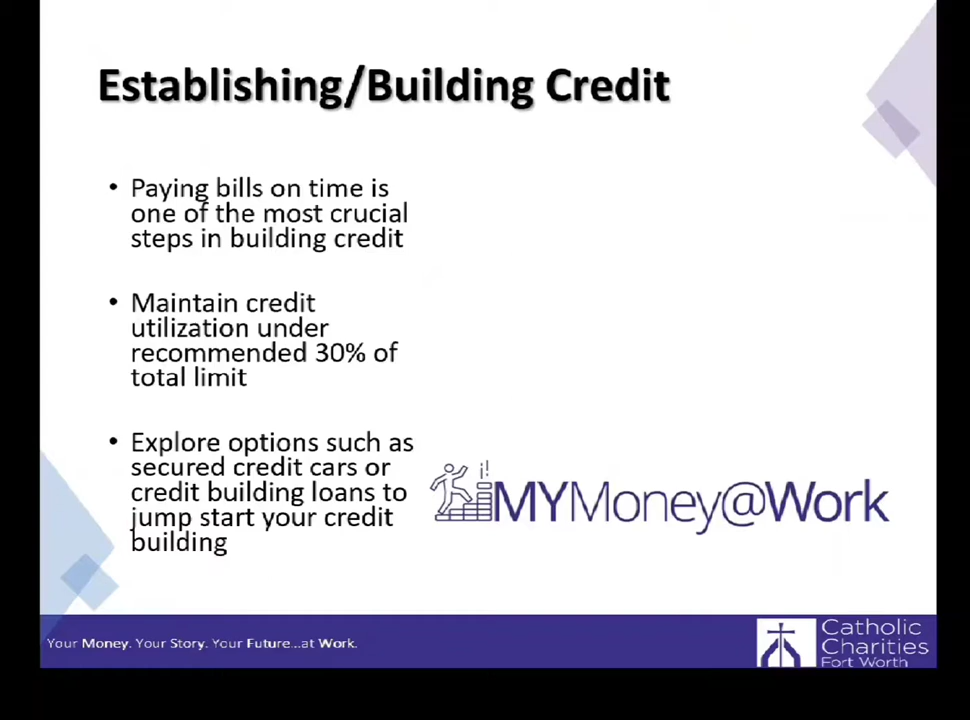 Establishing/Building Credit
• Paying bills on time is
one of the most crucial
steps in building credit
• Maintain credit
utilization under
recommended 30% of
total limit
• Explore options such as
secured credit cars or
credit building loans to
jump start your credit
building
MYMoney@Work
Your Money. Your Story. Your Future...at Work.
Catholic
Charities
Fort Worth